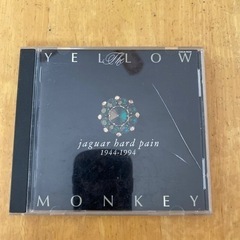 The
YELLOW
jaguar hard pain
1944-1994
MONKEY